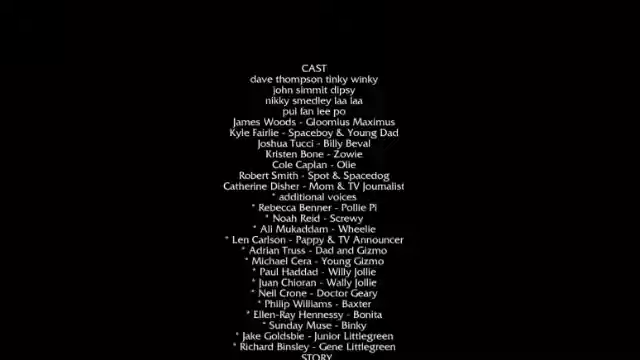 CAST
dave thompson tinky winky
john simmit dipsy
nikky smedley laa laa
pui fan lee po
James Woods - Gloomius Maximus
Kyle Fairlie - Spaceboy & Young Dad
Joshua Tucci - Billy Beval
Kristen Bone - Zowie
Cole Caplan - Olie
Robert Smith - Spot & Spacedog
Catherine Disher - Mom & TV Journalist
* additional voices
* Rebecca Benner - Pollie Pi
* Noah Reid - Screwy
* Ali Mukaddam - Wheelie
* Len Carlson - Pappy & TV Announcer
* Adrian Truss - Dad and Gizmo
* Michael Cera - Young Gizmo
* Paul Haddad - Willy Jollie
* Juan Chioran - Wally Jollie
* Nell Crone - Doctor Geary
* Philip Williams - Baxter
* Ellen-Ray Hennessy - Bonita
* Sunday Muse - Binky
* Jake Goldsbie - Junior Littlegreen
* Richard Binsley - Gene Littlegreen
STORY